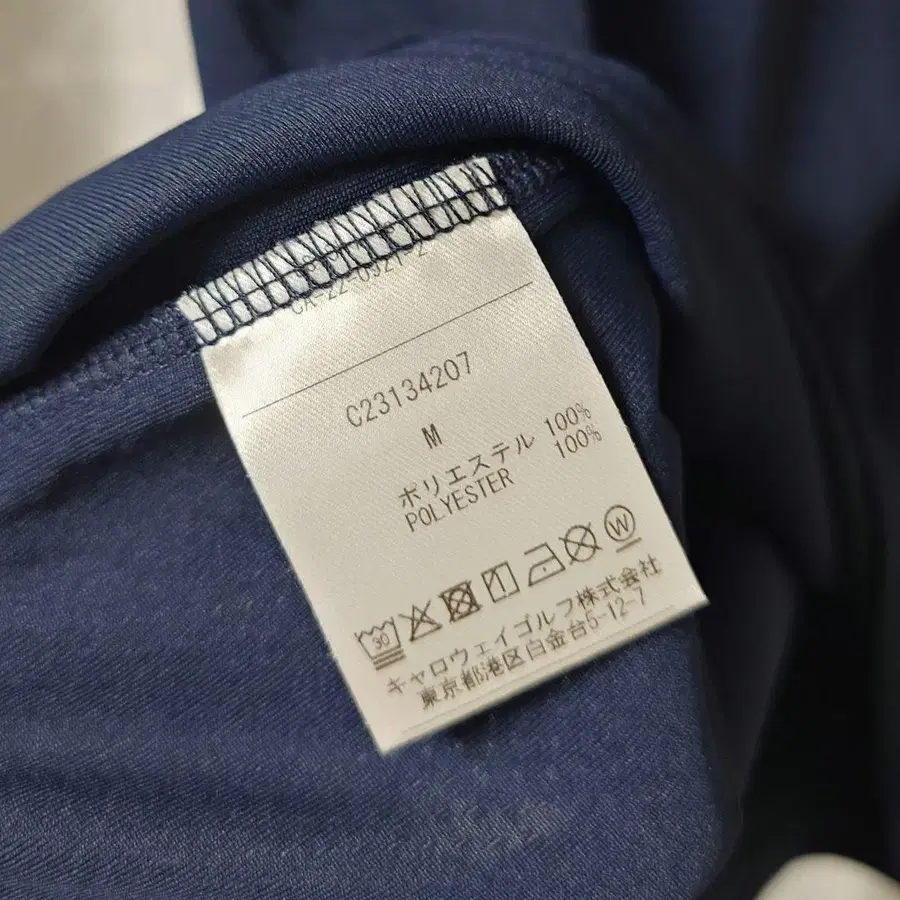 C23134207
M
ポリエステル 100%
POLYESTER 100%
30 W
キャロウェイゴルフ株式会社
東京都港区白金台5-12-7